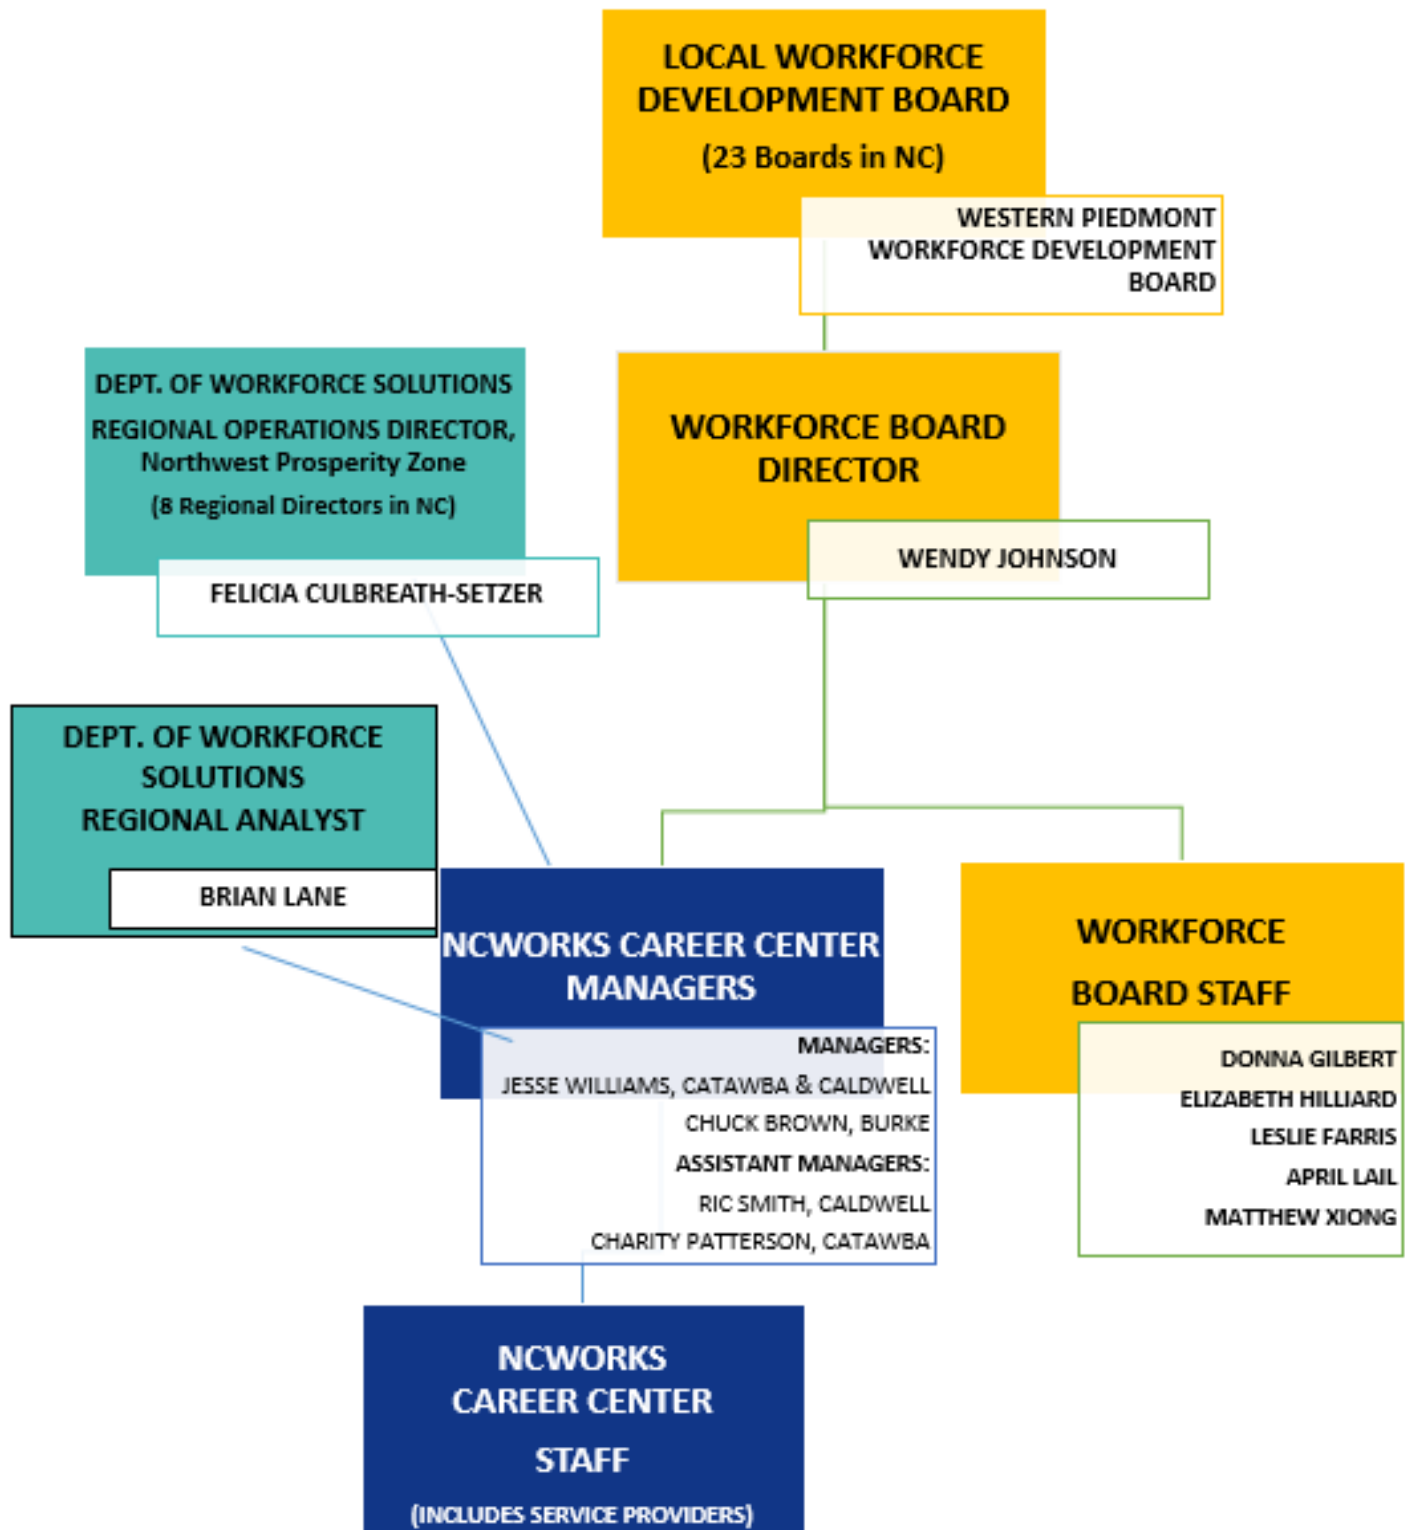 LOCAL WORKFORCE
DEVELOPMENT BOARD
(23 Boards in NC)
WESTERN PIEDMONT
WORKFORCE DEVELOPMENT
BOARD
DEPT. OF WORKFORCE SOLUTIONS
REGIONAL OPERATIONS DIRECTOR,
Northwest Prosperity Zone
(8 Regional Directors in NC)
FELICIA CULBREATH-SETZER
WORKFORCE BOARD
DIRECTOR
WENDY JOHNSON
DEPT. OF WORKFORCE
SOLUTIONS
REGIONAL ANALYST
BRIAN LANE
NCWORKS CAREER CENTER
MANAGERS
MANAGERS:
JESSE WILLIAMS, CATAWBA & CALDWELL
CHUCK BROWN, BURKE
ASSISTANT MANAGERS:
RIC SMITH, CALDWELL
CHARITY PATTERSON, CATAWBA
WORKFORCE
BOARD STAFF
DONNA GILBERT
ELIZABETH HILLIARD
LESLIE FARRIS
APRIL LAIL
MATTHEW XIONG
NCWORKS
CAREER CENTER
STAFF
(INCLUDES SERVICE PROVIDERS)